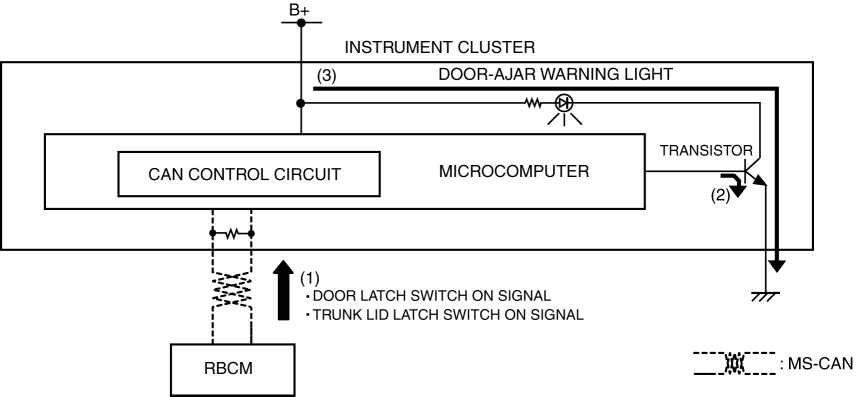 B+
INSTRUMENT CLUSTER
(3)
DOOR-AJAR WARNING LIGHT
TRANSISTOR
CAN CONTROL CIRCUIT
MICROCOMPUTER
(2)
(1)
・DOOR LATCH SWITCH ON SIGNAL
・TRUNK LID LATCH SWITCH ON SIGNAL
RBCM
: MS-CAN